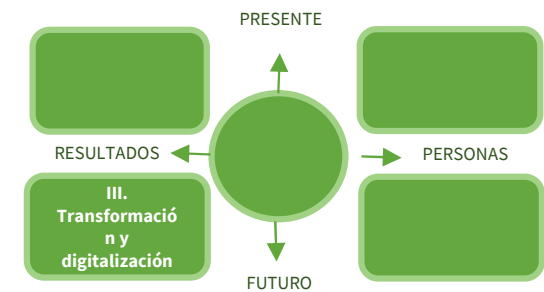 PRESENTE
RESULTADOS
PERSONAS
III.
Transformació
n y
digitalización
FUTURO